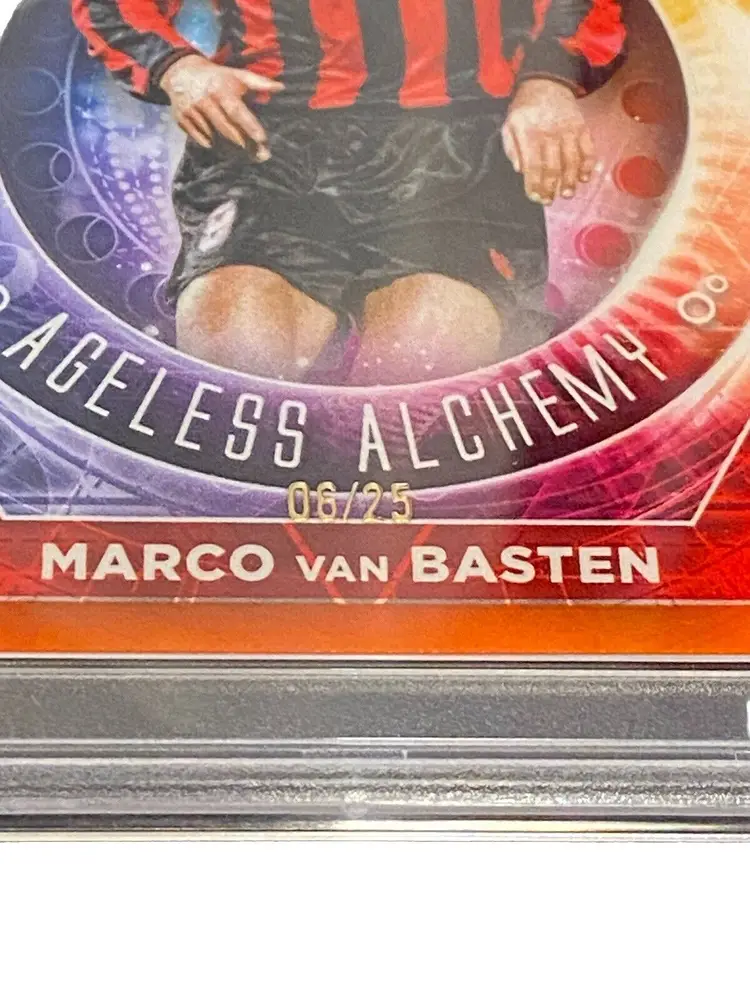 AGELESS ALCHEMY
06/25
MARCO VAN BASTEN